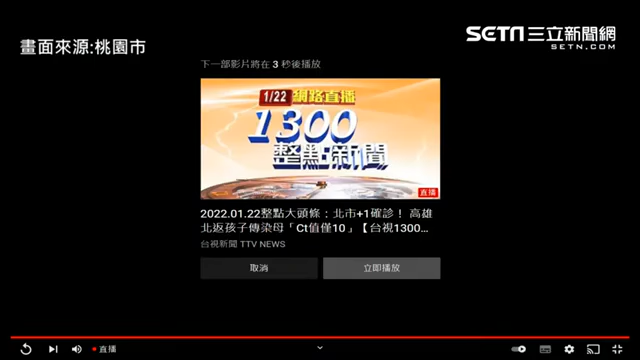 畫面來源:桃園市
SETN三立新聞網
SETN.COM
下一部影片將在 3 秒後播放
1/22 網路直播
1300
整點新聞
直播
2022.01.22整點大頭條：北市+1確診！ 高雄
北返孩子傳染母「Ct值僅10」【台視1300...
台視新聞 TTV NEWS
取消
立即播放
直播